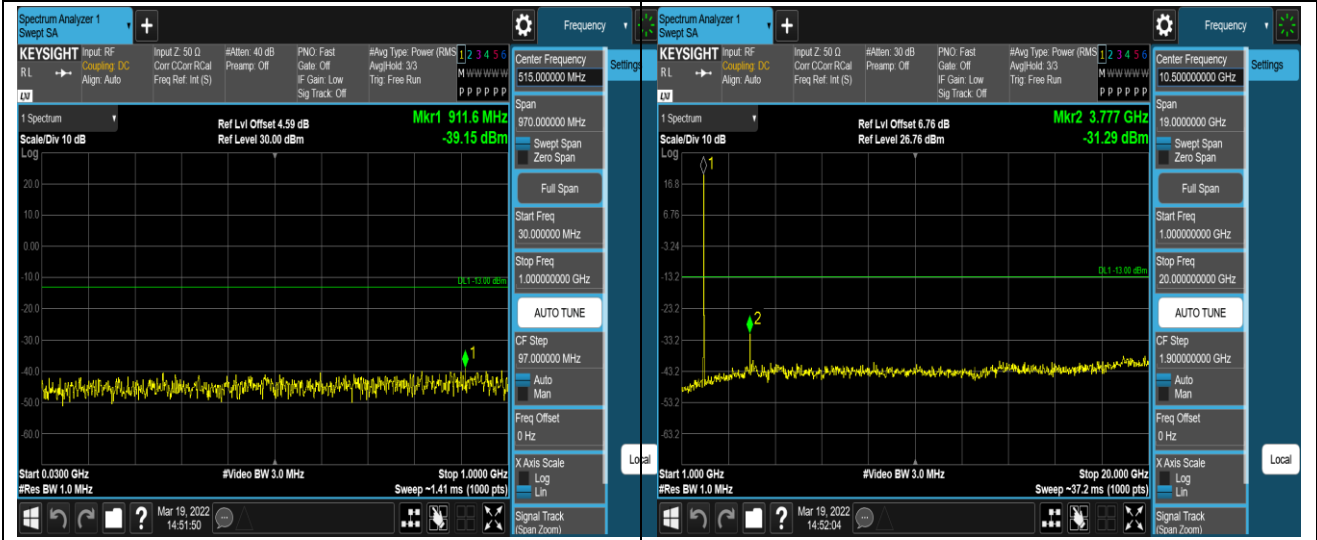 Spectrum Analyzer 1
Swept SA
+
Frequency
KEYSIGHT
RL
LXI
Input: RF
Coupling: DC
Align: Auto
Input Z: 50 Ω
Corr CCorr RCal
Freq Ref: Int (S)
#Atten: 40 dB
Preamp: Off
PNO: Fast
Gate: Off
IF Gain: Low
Sig Track: Off
#Avg Type: Power (RMS
Avg|Hold: 3/3
Trig: Free Run
1 2 3 4 5 6
M W W W W W
P P P P P P
Center Frequency
515.000000 MHz
Settings
1 Spectrum
Scale/Div 10 dB
Log
Ref Lvl Offset 4.59 dB
Ref Level 30.00 dBm
Mkr1 911.6 MHz
-39.15 dBm
20.0
10.0
0.00
-10.0
-20.0
-30.0
-40.0
-50.0
-60.0
DL1 -13.00 dBm
1
Start 0.0300 GHz
#Res BW 1.0 MHz
#Video BW 3.0 MHz
Stop 1.0000 GHz
Sweep ~1.41 ms (1000 pts)
Span
970.000000 MHz
Swept Span
Zero Span
Full Span
Start Freq
30.000000 MHz
Stop Freq
1.000000000 GHz
AUTO TUNE
CF Step
97.000000 MHz
Auto
Man
Freq Offset
0 Hz
X Axis Scale
Log
Lin
Signal Track
(Span Zoom)
Local
?
Mar 19, 2022
14:51:50
Spectrum Analyzer 1
Swept SA
+
Frequency
KEYSIGHT
RL
LXI
Input: RF
Coupling: DC
Align: Auto
Input Z: 50 Ω
Corr CCorr RCal
Freq Ref: Int (S)
#Atten: 30 dB
Preamp: Off
PNO: Fast
Gate: Off
IF Gain: Low
Sig Track: Off
#Avg Type: Power (RMS
Avg|Hold: 3/3
Trig: Free Run
1 2 3 4 5 6
M W W W W W
P P P P P P
Center Frequency
10.500000000 GHz
Settings
1 Spectrum
Scale/Div 10 dB
Log
Ref Lvl Offset 6.76 dB
Ref Level 26.76 dBm
Mkr2 3.777 GHz
-31.29 dBm
16.8
6.76
-3.24
-13.2
-23.2
-33.2
-43.2
-53.2
-63.2
DL1 -13.00 dBm
1
2
Start 1.000 GHz
#Res BW 1.0 MHz
#Video BW 3.0 MHz
Stop 20.000 GHz
Sweep ~37.2 ms (1000 pts)
Span
19.0000000 GHz
Swept Span
Zero Span
Full Span
Start Freq
1.000000000 GHz
Stop Freq
20.000000000 GHz
AUTO TUNE
CF Step
1.900000000 GHz
Auto
Man
Freq Offset
0 Hz
X Axis Scale
Log
Lin
Signal Track
(Span Zoom)
Local
?
Mar 19, 2022
14:52:04